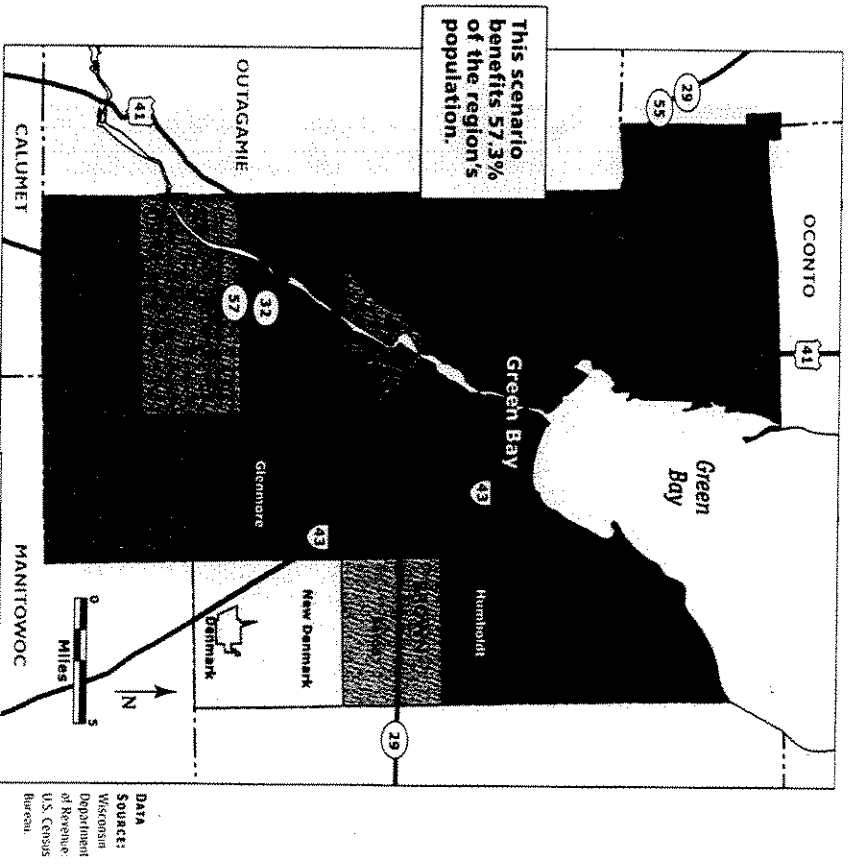 This scenario
benefits 57.3%
of the region's
population.
29
55
OCONTO
41
OUTAGAMIE
41
Green
Bay
Green Bay
43
Humboldt
32
57
Glenmore
43
New Denmark
Denmark
29
CALUMET
MANITOWOC
0
5
Miles
N
DATA
SOURCE:
Wisconsin
Department
of Revenue;
U.S. Census
Bureau.